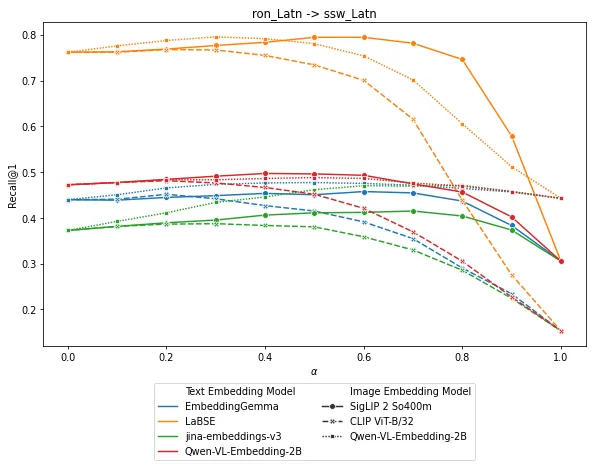 ron_Latn -> ssw_Latn
Recall@1
0.8
0.7
0.6
0.5
0.4
0.3
0.2
0.0 0.2 0.4 0.6 0.8 1.0
α
Text Embedding Model Image Embedding Model
EmbeddingGemma SigLIP 2 So400m
LaBSE CLIP ViT-B/32
jina-embeddings-v3 Qwen-VL-Embedding-2B
Qwen-VL-Embedding-2B